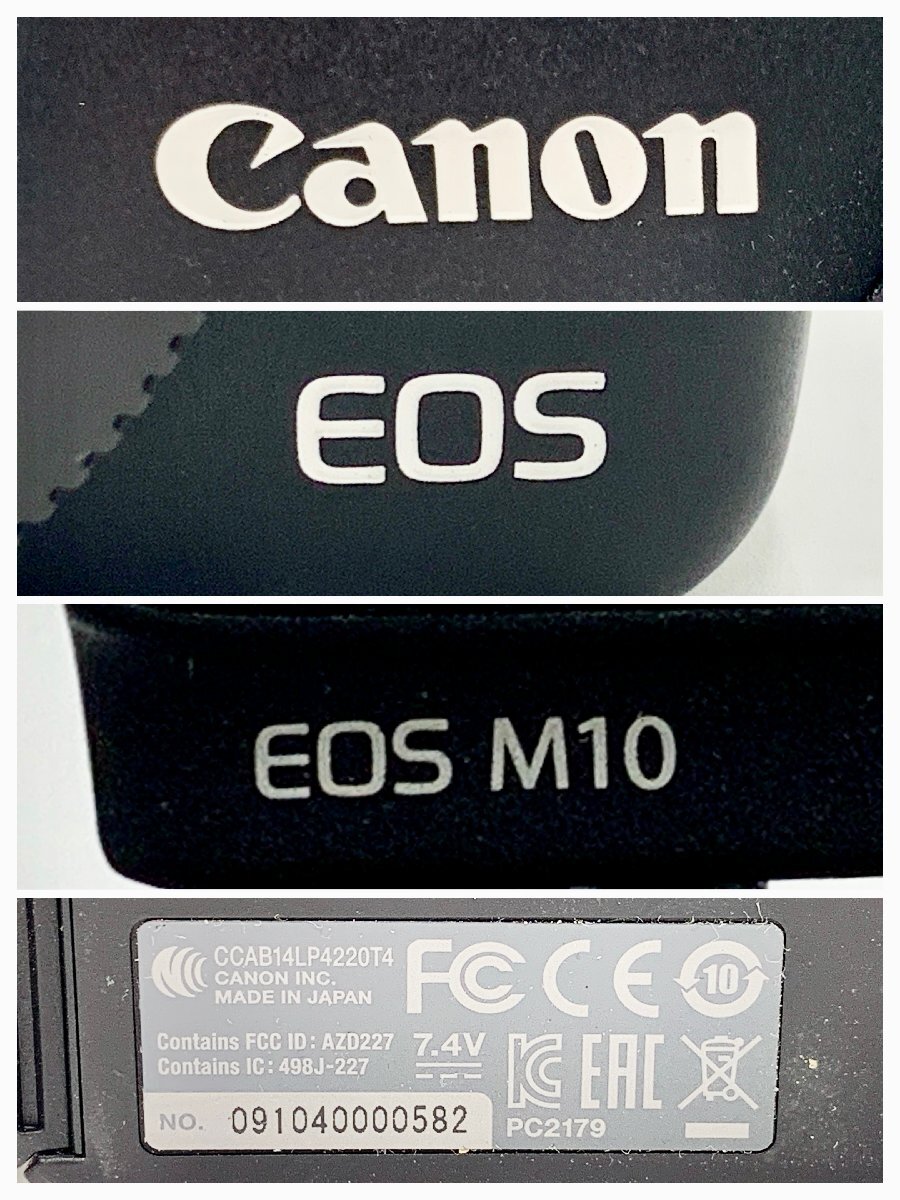 Canon
EOS
EOS M10
CCAB14LP4220T4
CANON INC.
MADE IN JAPAN
FC CE 10
Contains FCC ID : AZD227
Contains IC : 498J-227
7.4V
KC EAC
NO. 091040000582
PC2179